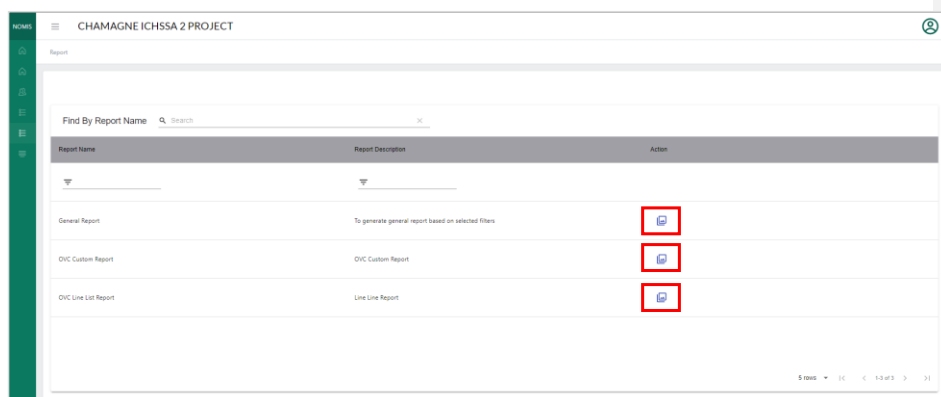 NOMIS
CHAMAGNE ICHSSA 2 PROJECT
Report
Find By Report Name Search
Report Name Report Description Action
General Report To generate general report based on selected filters
OVC Custom Report OVC Custom Report
OVC Line List Report Line Line Report
5 rows 1-3 of 3